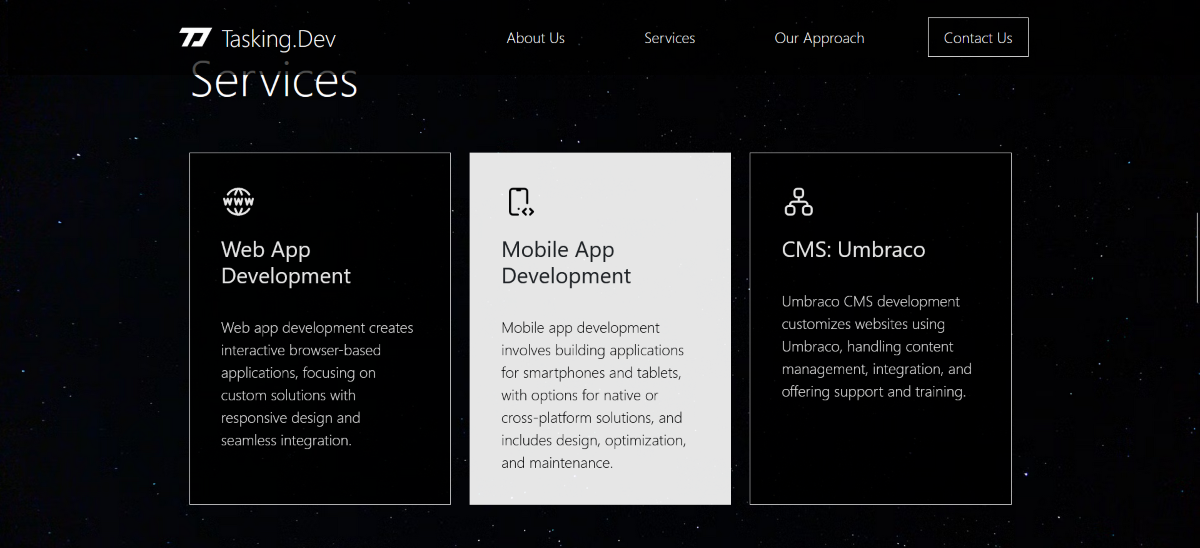 Tasking.Dev About Us Services Our Approach Contact Us
Services
Web App
Development
Web app development creates
interactive browser-based
applications, focusing on
custom solutions with
responsive design and
seamless integration.
Mobile App
Development
Mobile app development
involves building applications
for smartphones and tablets,
with options for native or
cross-platform solutions, and
includes design, optimization,
and maintenance.
CMS: Umbraco
Umbraco CMS development
customizes websites using
Umbraco, handling content
management, integration, and
offering support and training.